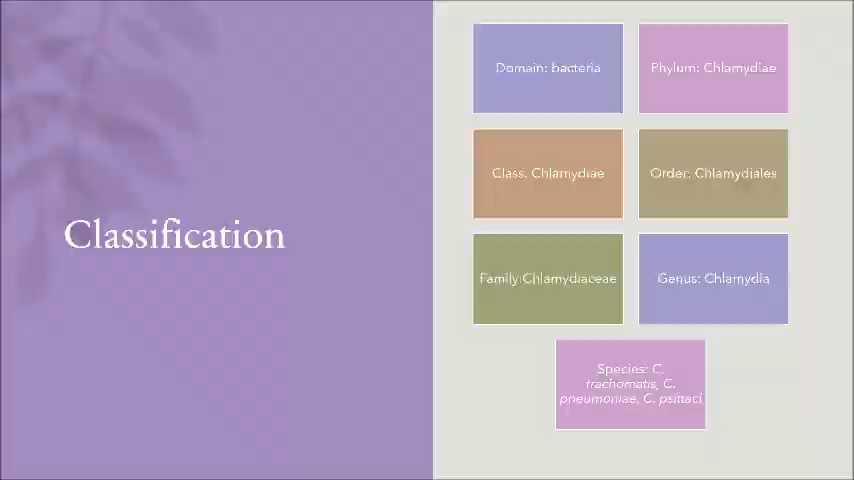 Classification
Domain: bacteria
Phylum: Chlamydiae
Class: Chlamydiae
Order: Chlamydiales
Family:Chlamydiaceae
Genus: Chlamydia
Species: C.
trachomatis, C.
pneumoniae, C. psittaci